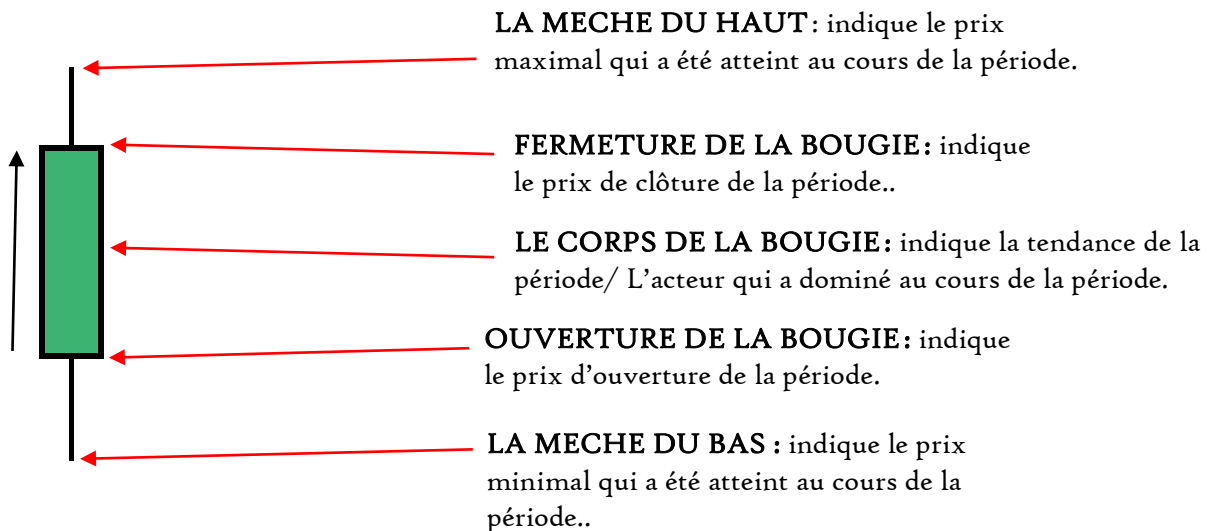 LA MECHE DU HAUT: indique le prix
maximal qui a été atteint au cours de la période.
FERMETURE DE LA BOUGIE: indique
le prix de clôture de la période..
LE CORPS DE LA BOUGIE: indique la tendance de la
période/ L'acteur qui a dominé au cours de la période.
OUVERTURE DE LA BOUGIE: indique
le prix d'ouverture de la période.
LA MECHE DU BAS : indique le prix
minimal qui a été atteint au cours de la
période..